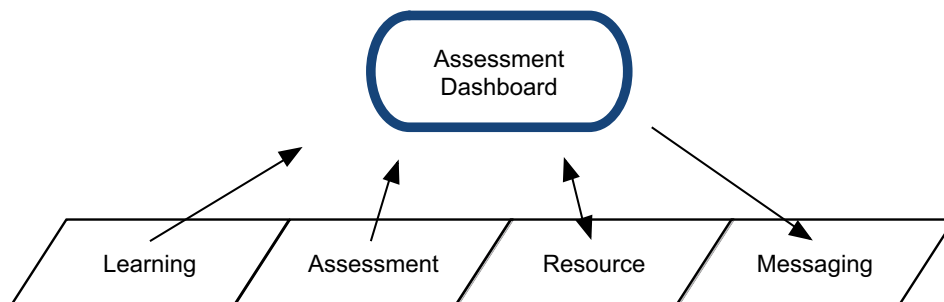 Assessment
Dashboard
Learning
Assessment
Resource
Messaging